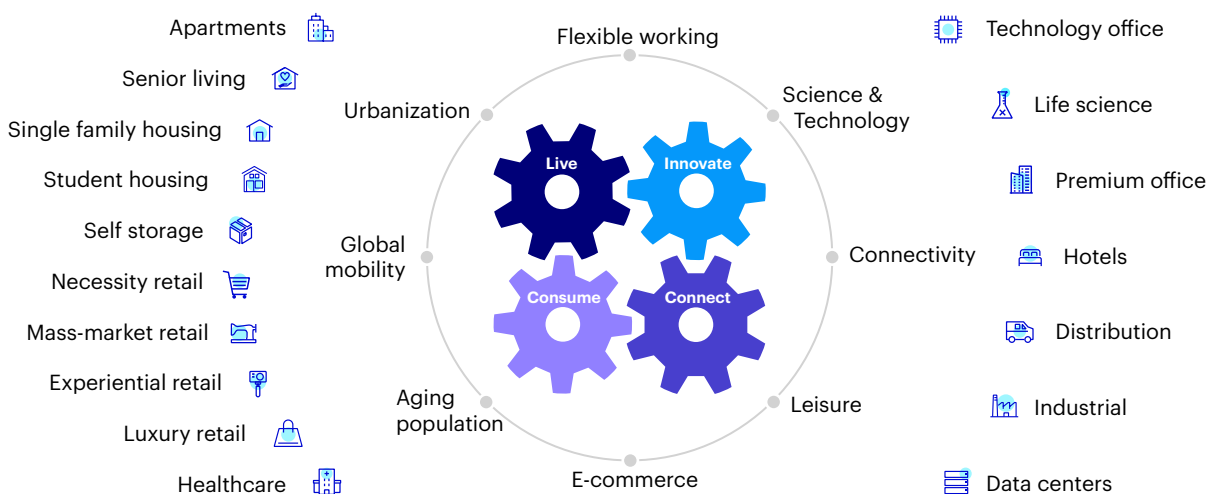 Apartments
Senior living
Single family housing
Student housing
Self storage
Necessity retail
Mass-market retail
Experiential retail
Luxury retail
Healthcare
Flexible working
Urbanization
Science &
Technology
Global
mobility
Connectivity
Aging
population
Leisure
E-commerce
Live
Innovate
Consume
Connect
Technology office
Life science
Premium office
Hotels
Distribution
Industrial
Data centers